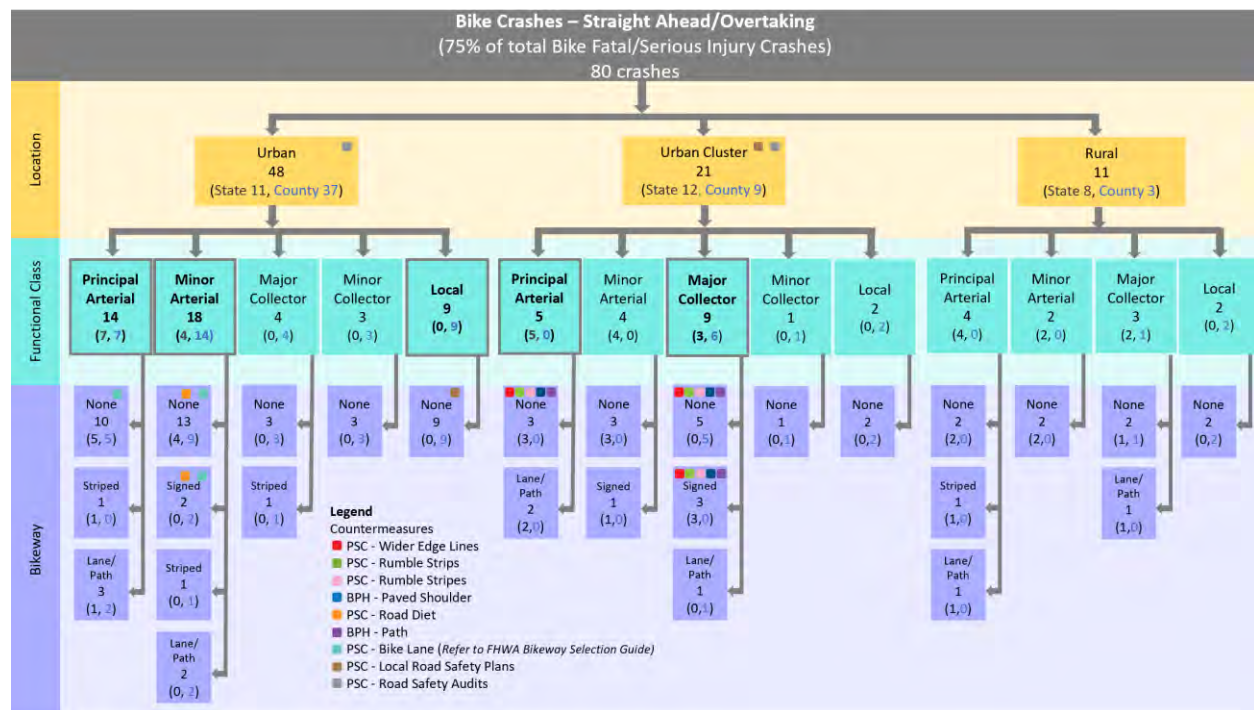 Bike Crashes – Straight Ahead/Overtaking
(75% of total Bike Fatal/Serious Injury Crashes)
80 crashes
Location
Urban
48
(State 11, County 37)
Urban Cluster
21
(State 12, County 9)
Rural
11
(State 8, County 3)
Functional Class
Principal
Arterial
14
(7, 7)
Minor
Arterial
18
(4, 14)
Major
Collector
4
(0, 4)
Minor
Collector
3
(0, 3)
Local
9
(0, 9)
Principal
Arterial
5
(5, 0)
Minor
Arterial
4
(4, 0)
Major
Collector
9
(3, 6)
Minor
Collector
1
(0, 1)
Local
2
(0, 2)
Principal
Arterial
4
(4, 0)
Minor
Arterial
2
(2, 0)
Major
Collector
3
(2, 1)
Local
2
(0, 2)
Bikeway
None
10
(5, 5)
None
13
(4, 9)
None
3
(0, 3)
None
3
(0, 3)
None
9
(0, 9)
None
3
(3,0)
None
3
(3,0)
None
5
(0,5)
None
1
(0,1)
None
2
(0,2)
None
2
(2,0)
None
2
(2,0)
None
2
(1, 1)
None
2
(0,2)
Striped
1
(1, 0)
Signed
2
(0, 2)
Striped
1
(0, 1)
Lane/
Path
2
(2,0)
Signed
1
(1,0)
Signed
3
(3,0)
Striped
1
(1,0)
Lane/
Path
1
(1,0)
Lane/
Path
3
(1, 2)
Striped
1
(0, 1)
Lane/
Path
1
(0,1)
Lane/
Path
1
(1,0)
Lane/
Path
2
(0, 2)
Legend
Countermeasures
PSC - Wider Edge Lines
PSC - Rumble Strips
PSC - Rumble Stripes
BPH - Paved Shoulder
PSC - Road Diet
BPH - Path
PSC - Bike Lane (Refer to FHWA Bikeway Selection Guide)
PSC - Local Road Safety Plans
PSC - Road Safety Audits